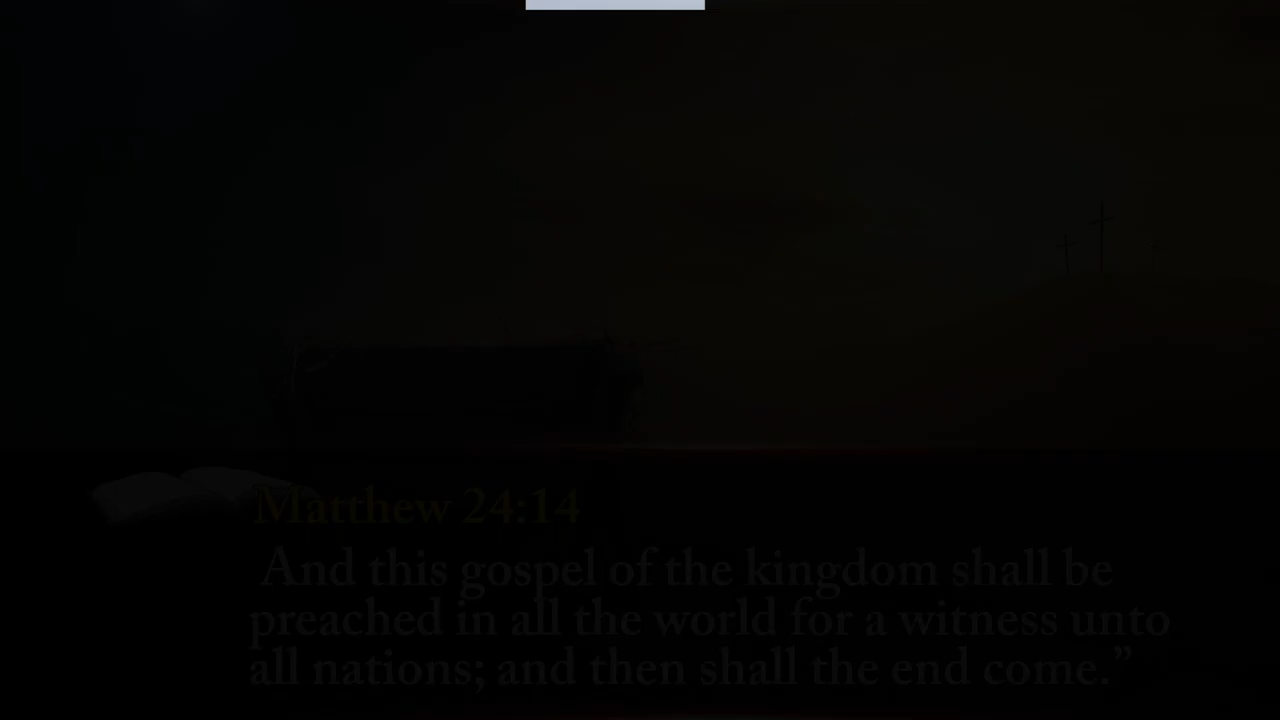 Matthew 24:14
And this gospel of the kingdom shall be
preached in all the world for a witness unto
all nations; and then shall the end come.”